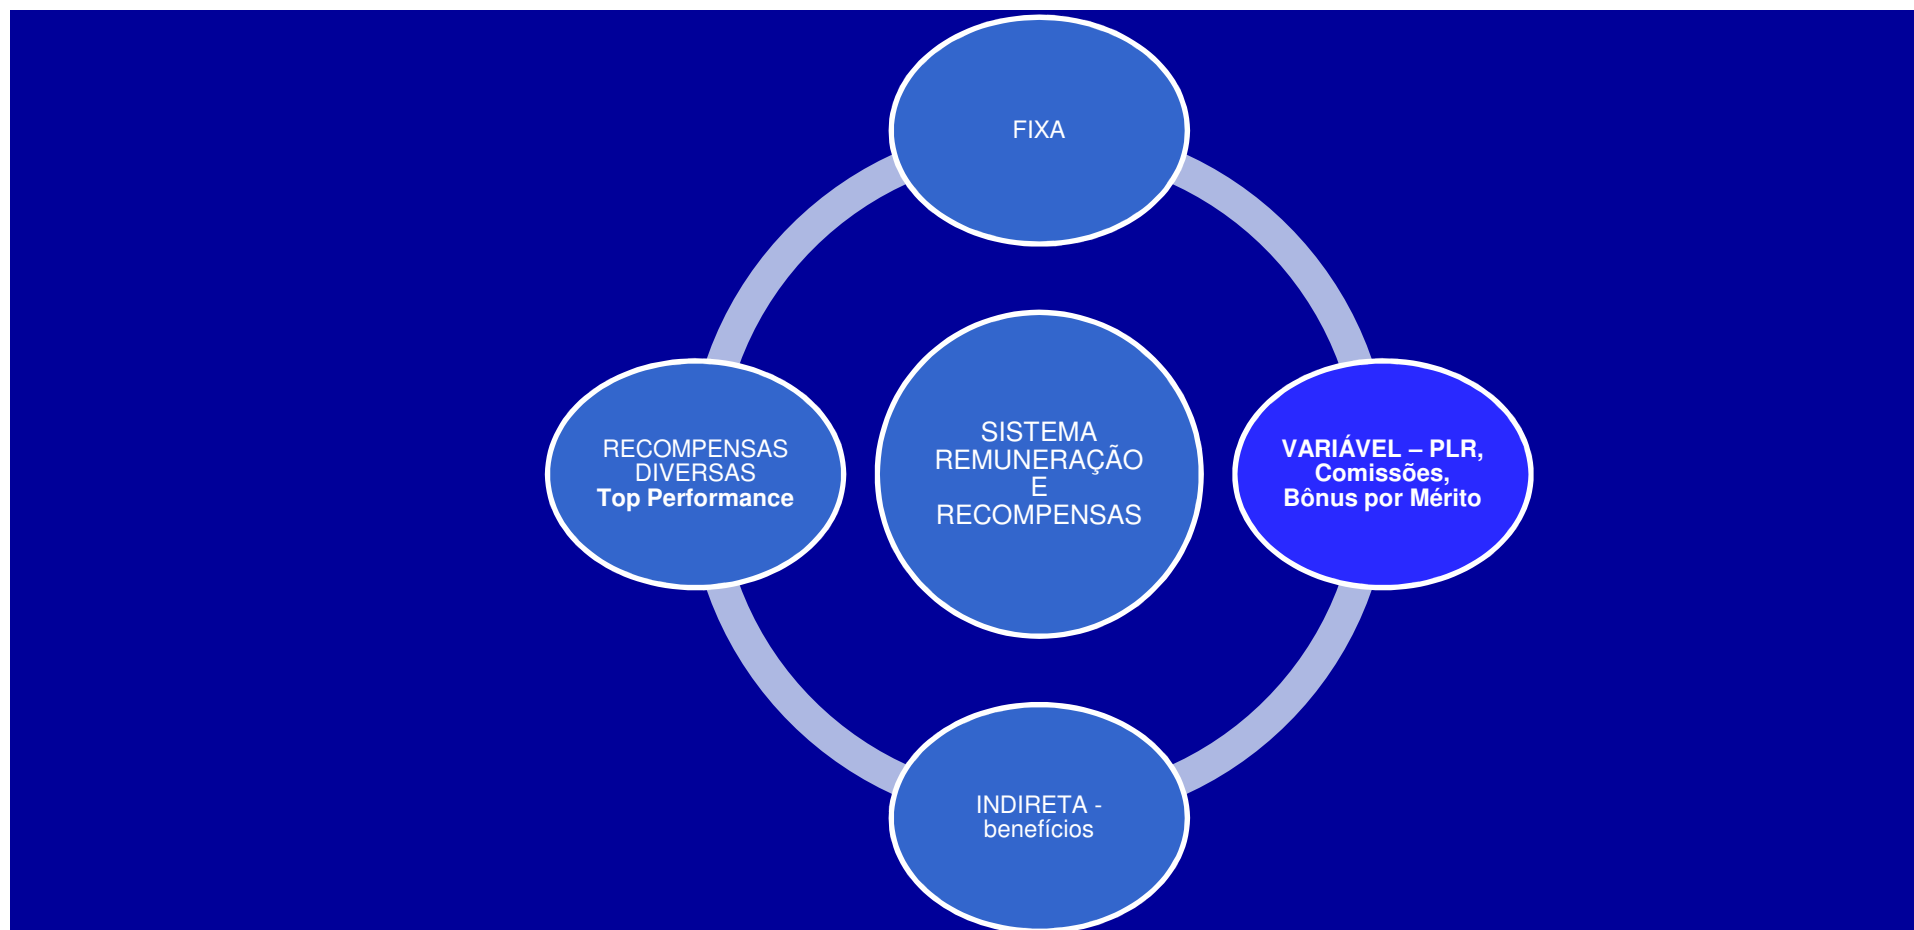 FIXA
RECOMPENSAS
DIVERSAS
Top Performance
SISTEMA
REMUNERAÇÃO
E
RECOMPENSAS
VARIÁVEL – PLR,
Comissões,
Bônus por Mérito
INDIRETA -
benefícios